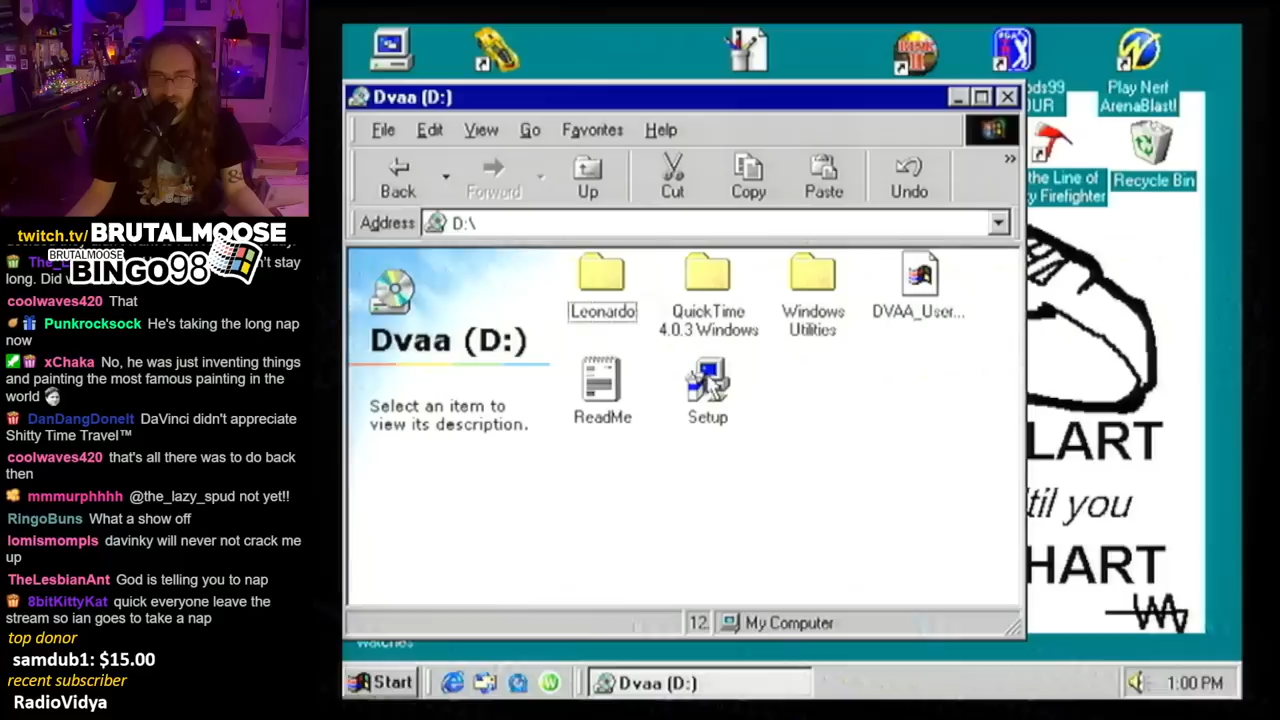 twitch.tv/BRUTALMOOSE
BRUTALMOOSE
BINGO98
long. Did
coolwaves420 That
Punkrocksock He's taking the long nap
now
xChaka No, he was just inventing things
and painting the most famous painting in the
world
DanDangDoneIt DaVinci didn't appreciate
Shitty Time Travel™
coolwaves420 that's all there was to do back
then
mmmurphhhh @the_lazy_spud not yet!!
RingoBuns What a show off
lomismompls davinky will never not crack me
up
TheLesbianAnt God is telling you to nap
8bitKittyKat quick everyone leave the
stream so ian goes to take a nap
top donor
samdub1: $15.00
recent subscriber
RadioVidya
Dvaa (D:)
File Edit View Go Favorites Help
Back Forward Up Cut Copy Paste Undo
Address D:\
Dvaa (D:)
Select an item to
view its description.
Leonardo
QuickTime
4.0.3 Windows
Windows
Utilities
DVAA_User...
ReadMe
Setup
12 My Computer
ods99
OUR
Play Nerf
ArenaBlast!
the Line of
y Firefighter
Recycle Bin
LART
til you
HART
watches
Start
Dvaa (D:)
1:00 PM